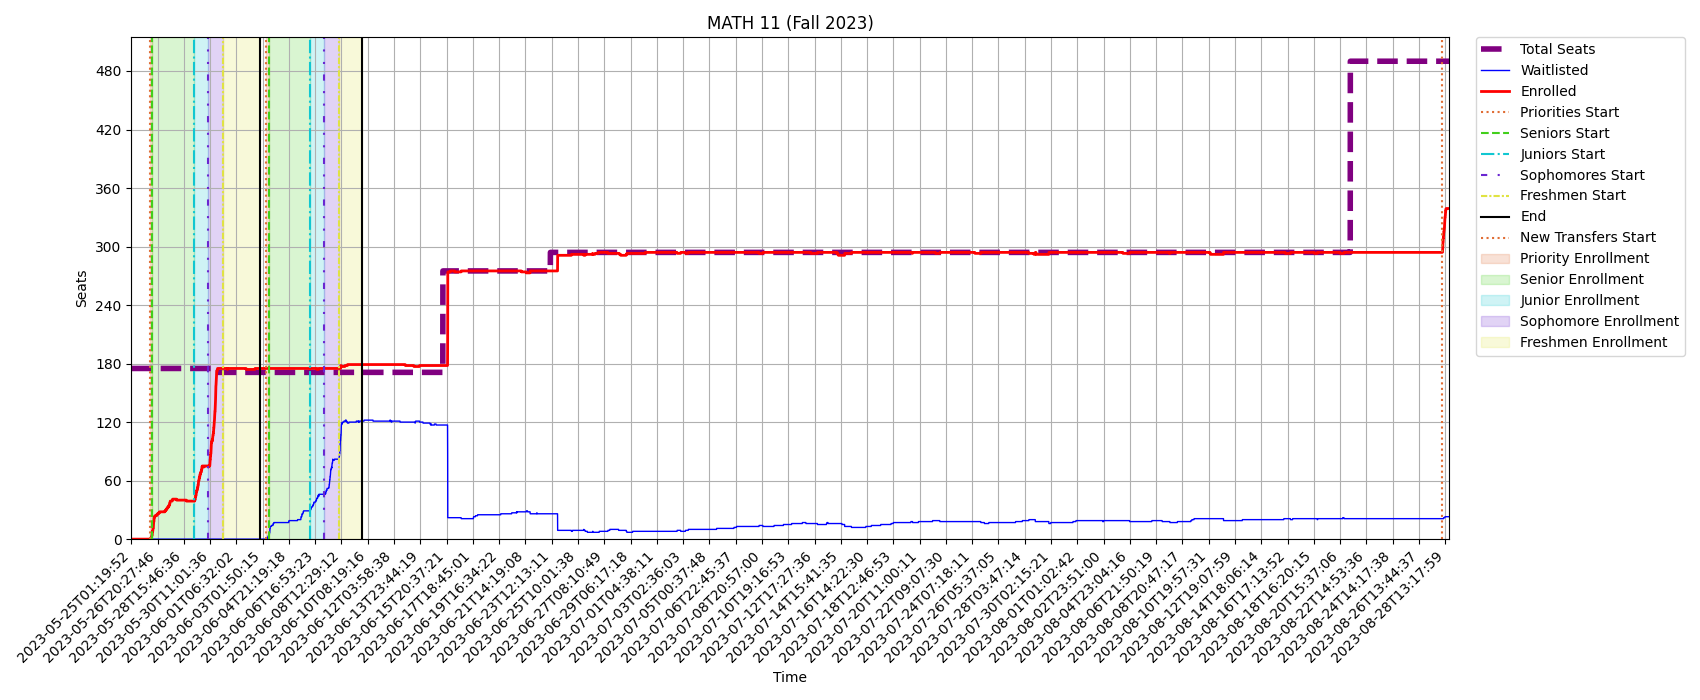 MATH 11 (Fall 2023)
Seats
480
420
360
300
240
180
120
60
0
2023-05-25T01:19:52
2023-05-26T20:27:46
2023-05-28T15:46:36
2023-05-30T11:01:36
2023-06-01T06:32:02
2023-06-03T01:50:15
2023-06-04T21:19:18
2023-06-06T16:53:23
2023-06-08T12:29:12
2023-06-10T08:19:16
2023-06-12T03:58:38
2023-06-13T23:44:19
2023-06-15T20:37:21
2023-06-17T18:45:01
2023-06-19T16:34:22
2023-06-21T14:19:08
2023-06-23T12:13:11
2023-06-25T10:01:38
2023-06-27T08:10:49
2023-06-29T06:17:18
2023-07-01T04:38:11
2023-07-03T02:36:03
2023-07-05T00:37:48
2023-07-06T22:45:37
2023-07-08T20:57:00
2023-07-10T19:16:53
2023-07-12T17:27:36
2023-07-14T15:41:35
2023-07-16T14:22:30
2023-07-18T12:46:53
2023-07-20T11:00:11
2023-07-22T09:07:30
2023-07-24T07:18:11
2023-07-26T05:37:05
2023-07-28T03:47:14
2023-07-30T02:15:21
2023-08-01T01:02:42
2023-08-02T23:51:00
2023-08-04T23:04:16
2023-08-06T21:50:19
2023-08-08T20:47:17
2023-08-10T19:57:31
2023-08-12T19:07:59
2023-08-14T18:06:14
2023-08-16T17:13:52
2023-08-18T16:20:15
2023-08-20T15:37:06
2023-08-22T14:53:36
2023-08-24T14:17:38
2023-08-26T13:44:37
2023-08-28T13:17:59
Time
Total Seats
Waitlisted
Enrolled
Priorities Start
Seniors Start
Juniors Start
Sophomores Start
Freshmen Start
End
New Transfers Start
Priority Enrollment
Senior Enrollment
Junior Enrollment
Sophomore Enrollment
Freshmen Enrollment